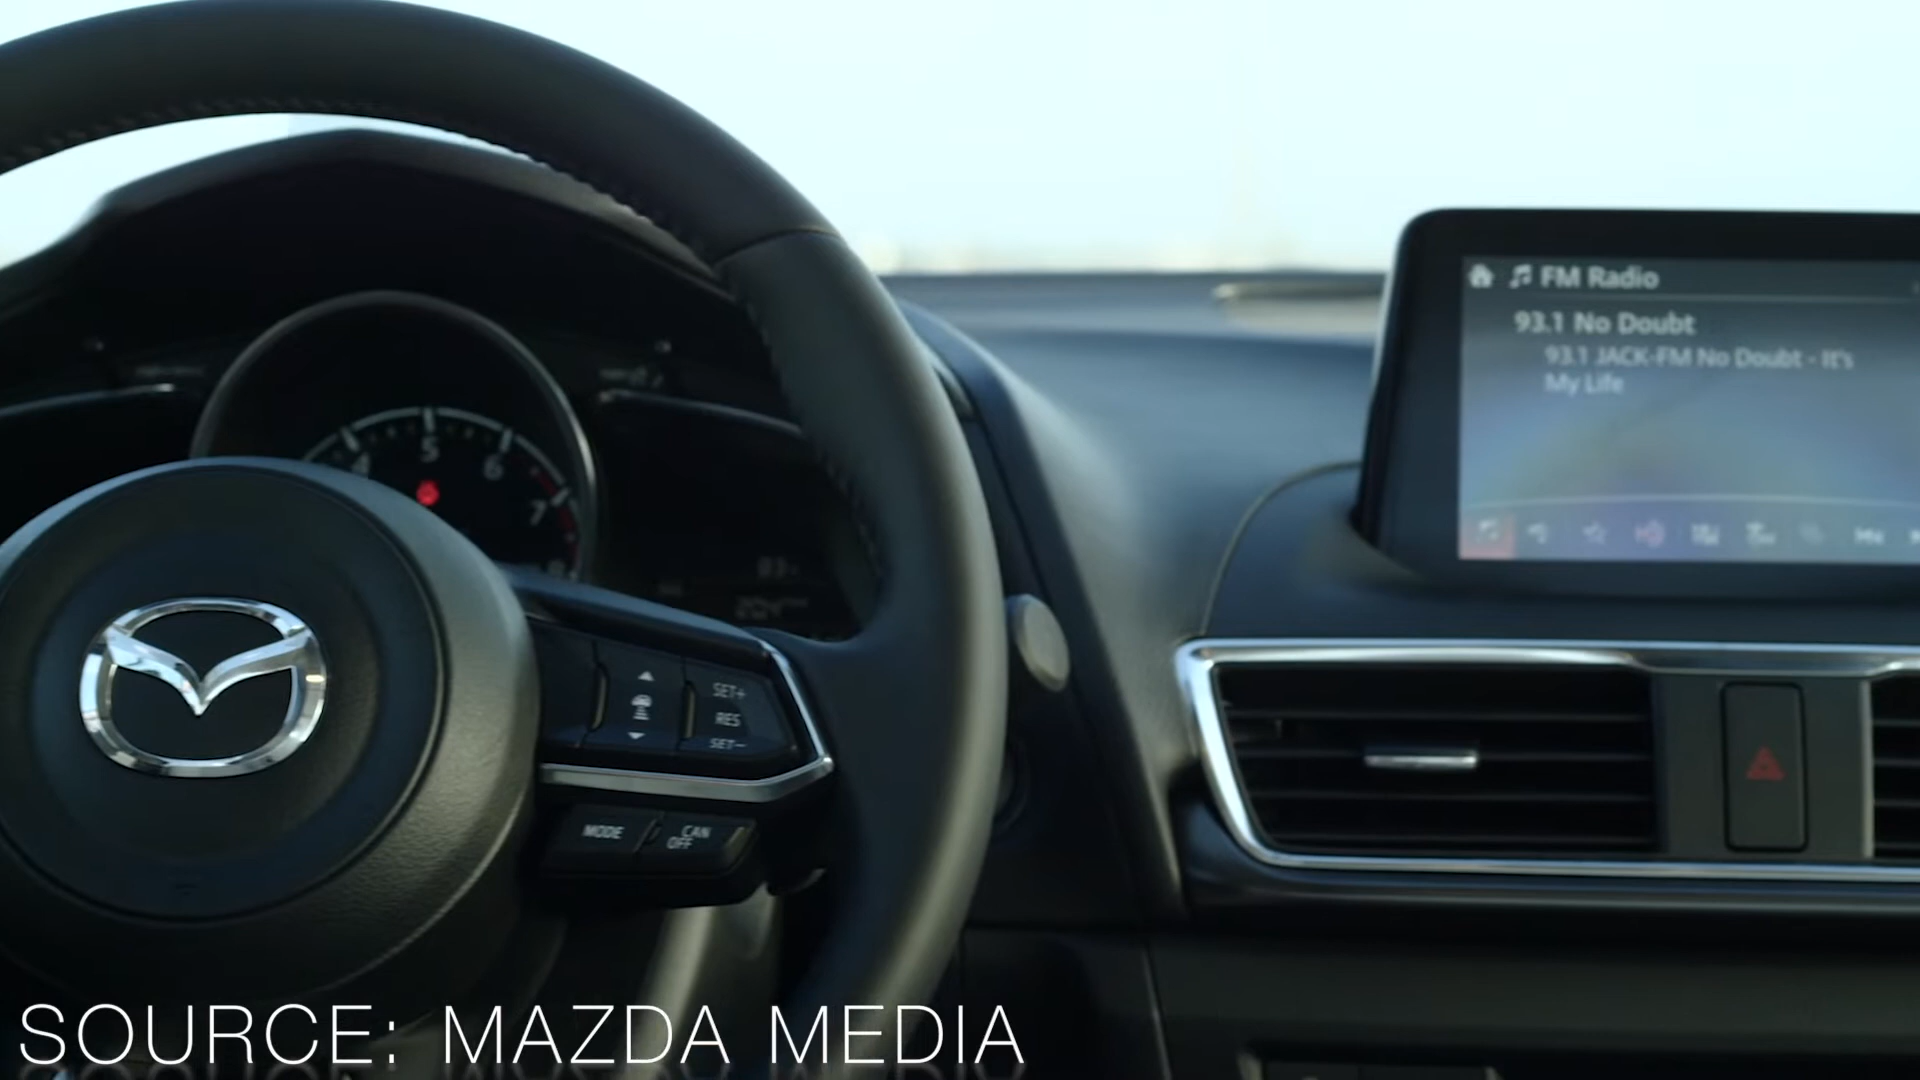 FM Radio
93.1 No Doubt
93.1 JACK-FM No Doubt - It's
My Life
4
5
6
7
SET+
RES
SET-
MODE
CAN
OFF
SOURCE: MAZDA MEDIA